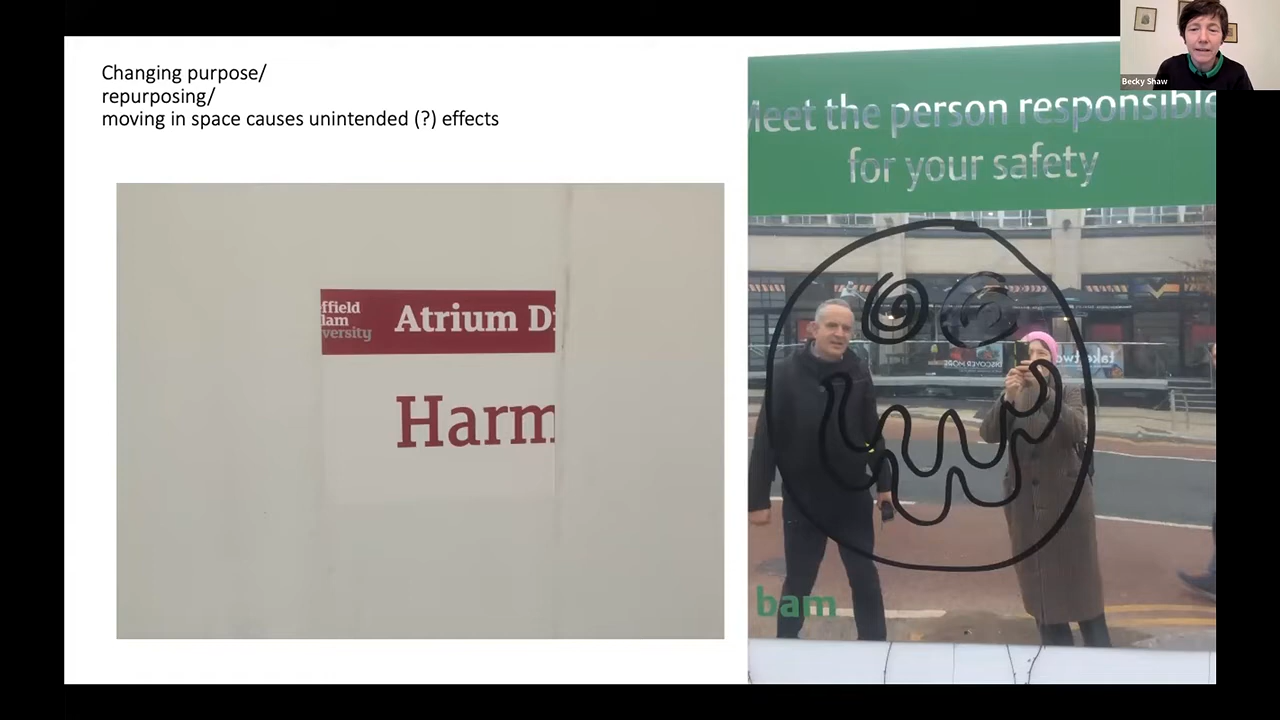 Changing purpose/
repurposing/
moving in space causes unintended (?) effects
ffield
lam
versity
Atrium Di
Harm
Meet the person responsible
for your safety
bam
Becky Shaw